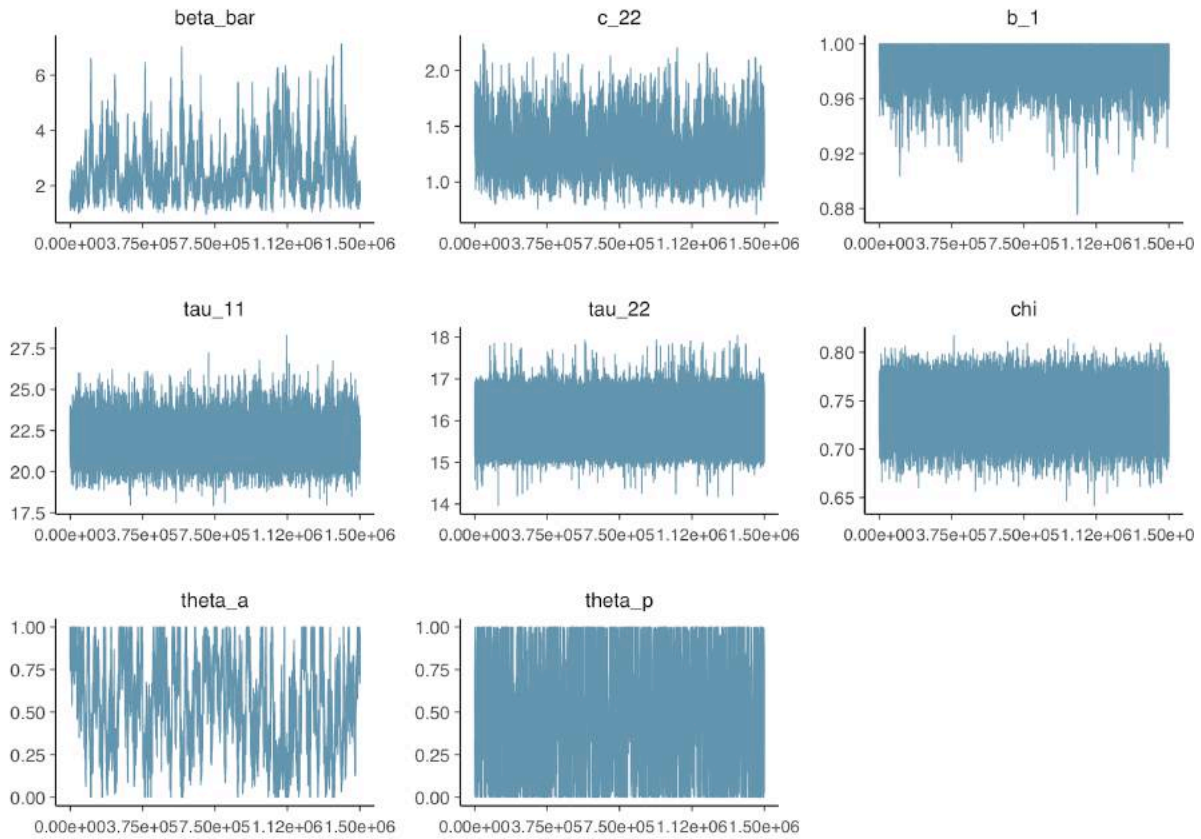 beta_bar
c_22
b_1
6
4
2
2.0
1.5
1.0
1.00
0.96
0.92
0.88
0.00e+003.75e+057.50e+051.12e+061.50e+06
0.00e+003.75e+057.50e+051.12e+061.50e+06
0.00e+003.75e+057.50e+051.12e+061.50e+0
tau_11
tau_22
chi
27.5
25.0
22.5
20.0
17.5
18
17
16
15
14
0.80
0.75
0.70
0.65
0.00e+003.75e+057.50e+051.12e+061.50e+06
0.00e+003.75e+057.50e+051.12e+061.50e+06
0.00e+003.75e+057.50e+051.12e+061.50e+0
theta_a
theta_p
1.00
0.75
0.50
0.25
0.00
1.00
0.75
0.50
0.25
0.00
0.00e+003.75e+057.50e+051.12e+061.50e+06
0.00e+003.75e+057.50e+051.12e+061.50e+06